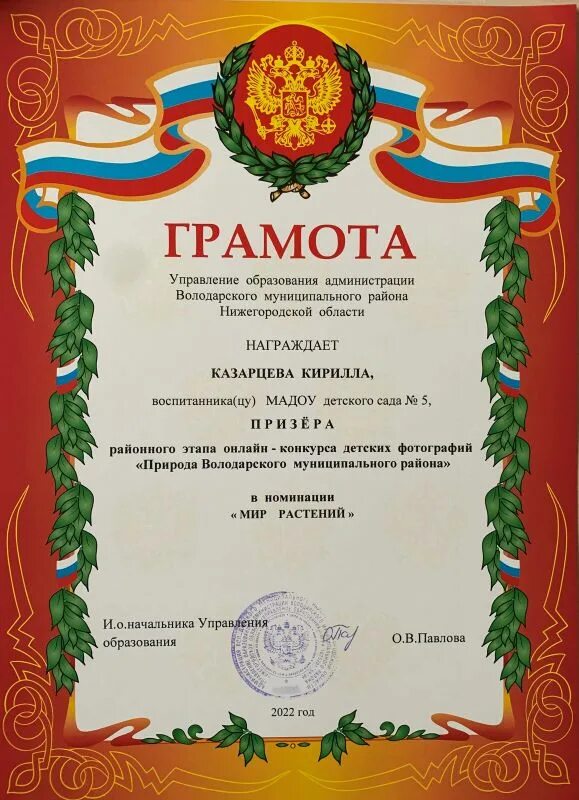 ГРАМОТА
Управление образования администрации
Володарского муниципального района
Нижегородской области
НАГРАЖДАЕТ
КАЗАРЦЕВА КИРИЛЛА,
воспитанника(цу) МАДОУ детского сада № 5,
ПРИЗЁРА
районного этапа онлайн - конкурса детских фотографий
«Природа Володарского муниципального района»
в номинации
« МИР РАСТЕНИЙ »
И.о.начальника Управления
образования
О.В.Павлова
2022 год